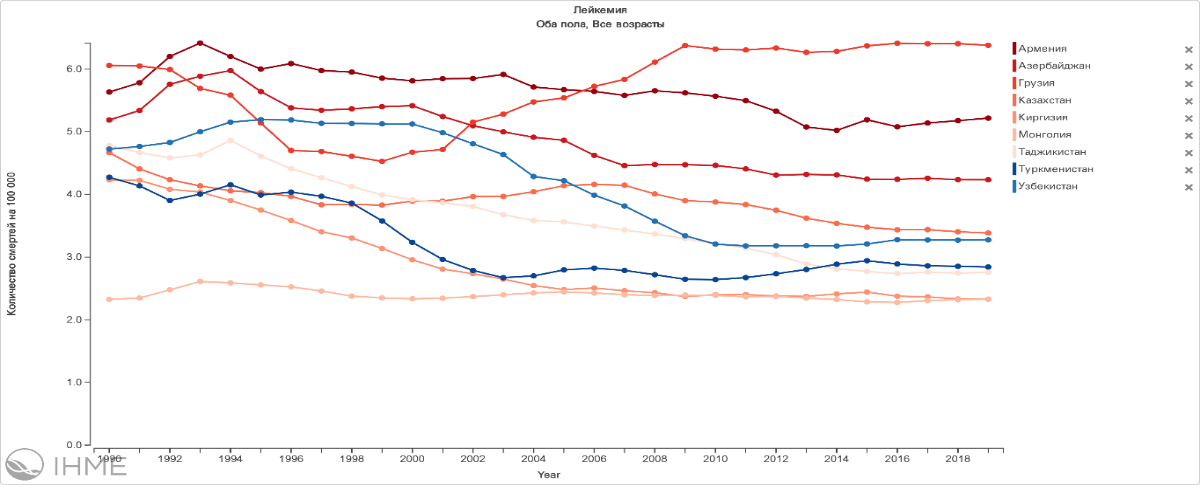 Лейкемия
Оба пола, Все возрасты
Количество смертей на 100 000
6.0
5.0
4.0
3.0
2.0
1.0
0.0
1990 1992 1994 1996 1998 2000 2002 2004 2006 2008 2010 2012 2014 2016 2018
Year
Армения
Азербайджан
Грузия
Казахстан
Киргизия
Монголия
Таджикистан
Туркменистан
Узбекистан
IHME